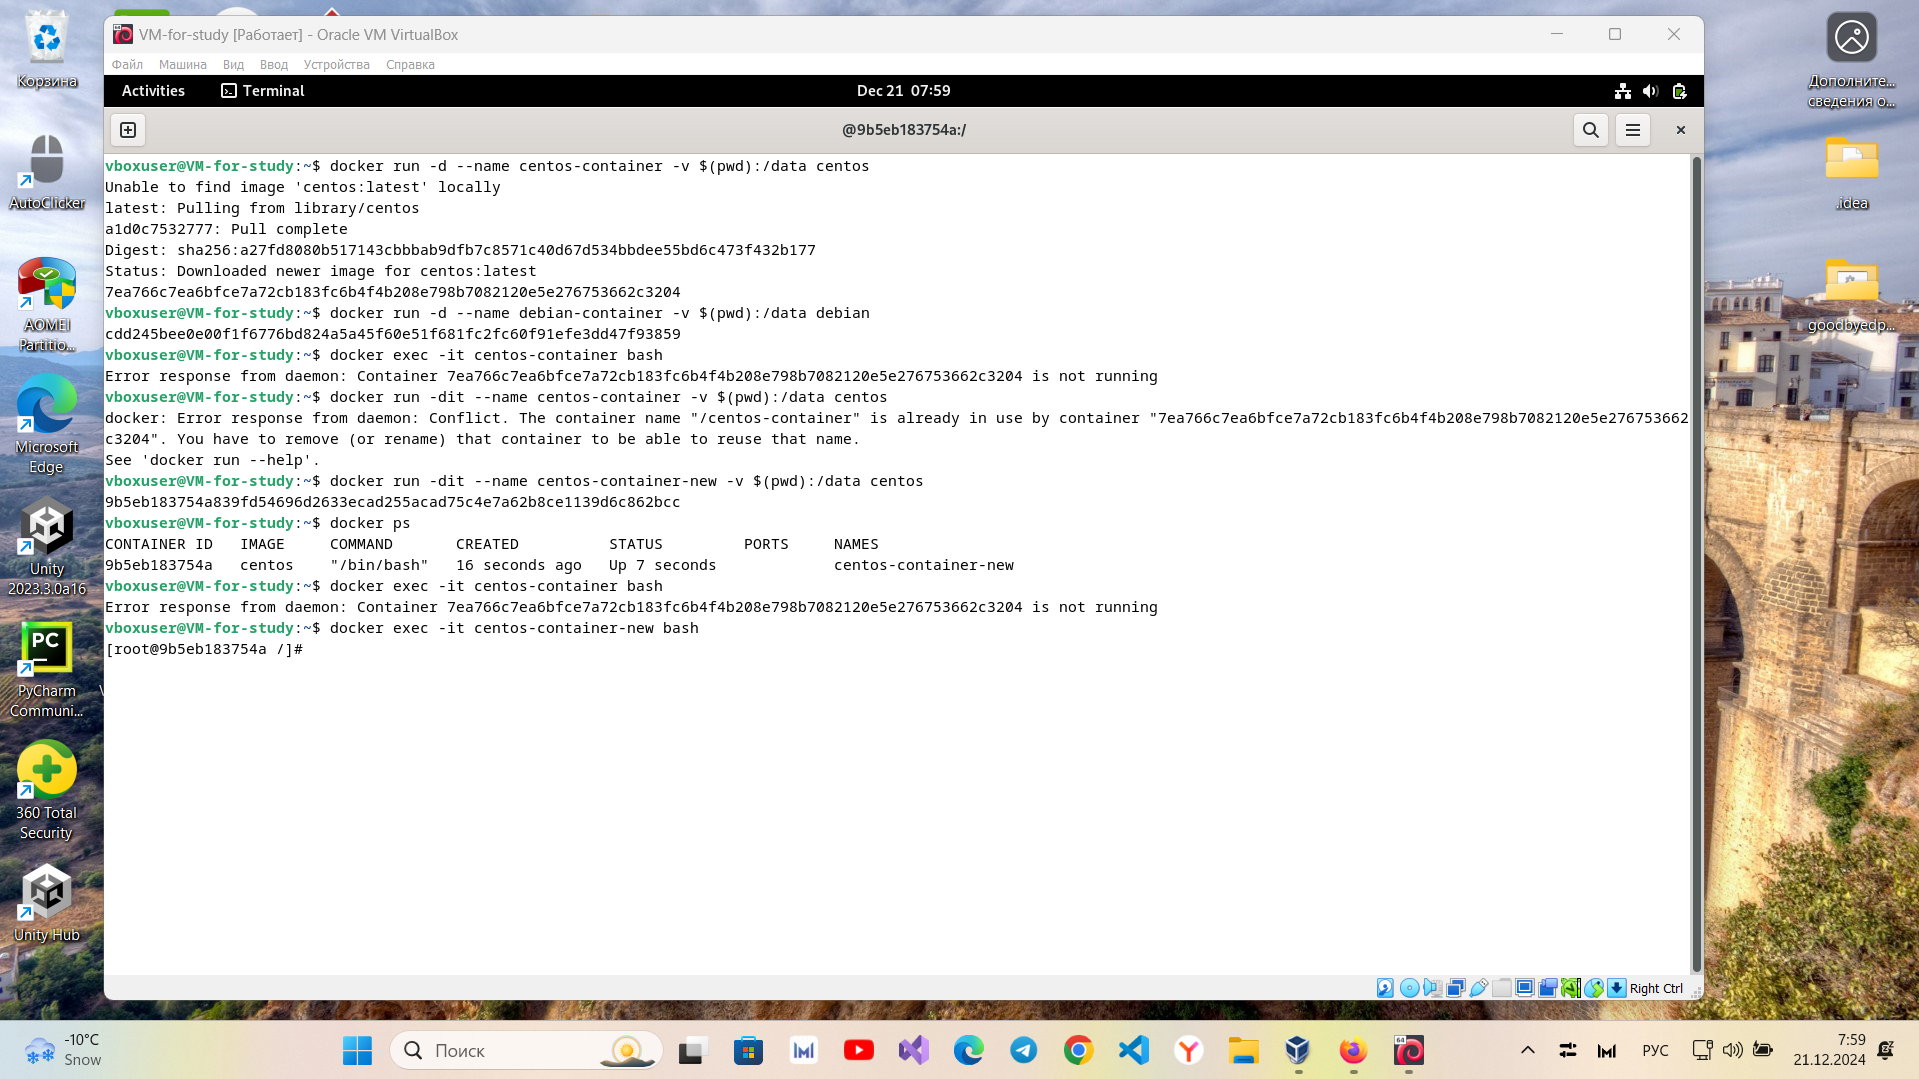 VM-for-study [Работает] - Oracle VM VirtualBox
Файл Машина Вид Ввод Устройства Справка
Activities Terminal Dec 21 07:59
@9b5eb183754a:/
vboxuser@VM-for-study:~$ docker run -d --name centos-container -v $(pwd):/data centos
Unable to find image 'centos:latest' locally
latest: Pulling from library/centos
a1d0c7532777: Pull complete
Digest: sha256:a27fd8080b517143cbbbab9dfb7c8571c40d67d534bbdee55bd6c473f432b177
Status: Downloaded newer image for centos:latest
7ea766c7ea6bfce7a72cb183fc6b4f4b208e798b7082120e5e276753662c3204
vboxuser@VM-for-study:~$ docker run -d --name debian-container -v $(pwd):/data debian
cdd245bee0e00f1f6776bd824a5a45f60e51f681fc2fc60f91efe3dd47f93859
vboxuser@VM-for-study:~$ docker exec -it centos-container bash
Error response from daemon: Container 7ea766c7ea6bfce7a72cb183fc6b4f4b208e798b7082120e5e276753662c3204 is not running
vboxuser@VM-for-study:~$ docker run -dit --name centos-container -v $(pwd):/data centos
docker: Error response from daemon: Conflict. The container name "/centos-container" is already in use by container "7ea766c7ea6bfce7a72cb183fc6b4f4b208e798b7082120e5e276753662
c3204". You have to remove (or rename) that container to be able to reuse that name.
See 'docker run --help'.
vboxuser@VM-for-study:~$ docker run -dit --name centos-container-new -v $(pwd):/data centos
9b5eb183754a839fd54696d2633ecad255acad75c4e7a62b8ce1139d6c862bcc
vboxuser@VM-for-study:~$ docker ps
CONTAINER ID IMAGE COMMAND CREATED STATUS PORTS NAMES
9b5eb183754a centos "/bin/bash" 16 seconds ago Up 7 seconds centos-container-new
vboxuser@VM-for-study:~$ docker exec -it centos-container bash
Error response from daemon: Container 7ea766c7ea6bfce7a72cb183fc6b4f4b208e798b7082120e5e276753662c3204 is not running
vboxuser@VM-for-study:~$ docker exec -it centos-container-new bash
[root@9b5eb183754a /]#
Right Ctrl
Корзина
AutoClicker
AOMEI
Partitio...
Microsoft
Edge
Unity
2023.3.0a16
PC
PyCharm
Communi...
360 Total
Security
Unity Hub
Дополните...
сведения о...
.idea
goodbyedp...
-10°C
Snow
Поиск
64
РУС
7:59
21.12.2024